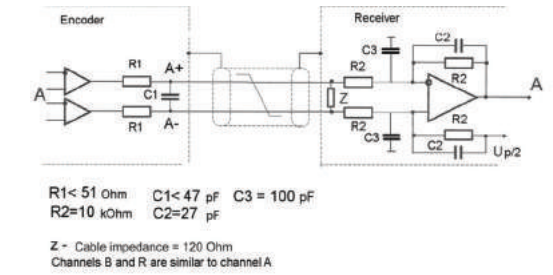 Encoder
Receiver
C3
C2
R1
A+
R2
R2
A
C1
Z
A
R1
A-
R2
C3
R2
C2
Up/2
R1< 51 Ohm C1< 47 pF C3 = 100 pF
R2=10 kOhm C2=27 pF
Z - Cable impedance = 120 Ohm
Channels B and R are similar to channel A